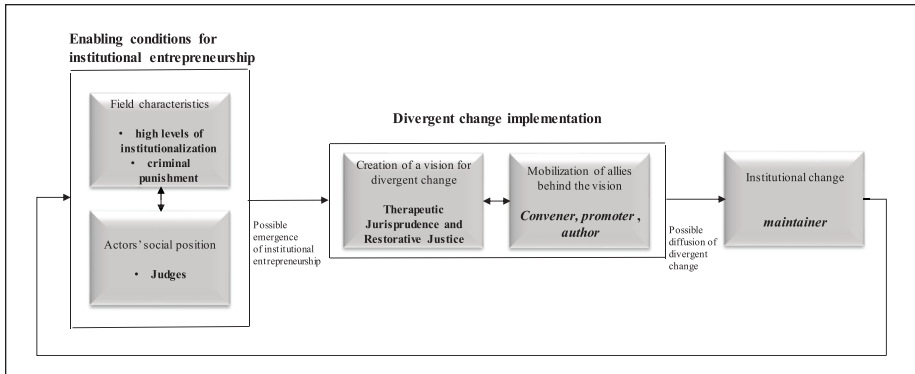 Enabling conditions for
institutional entrepreneurship
Field characteristics
• high levels of
institutionalization
• criminal
punishment
Actors' social position
• Judges
Possible
emergence
of institutional
entrepreneurship
Divergent change implementation
Creation of a vision for
divergent change
Therapeutic
Jurisprudence and
Restorative Justice
Mobilization of allies
behind the vision
Convener, promoter ,
author
Possible
diffusion of
divergent
change
Institutional change
maintainer